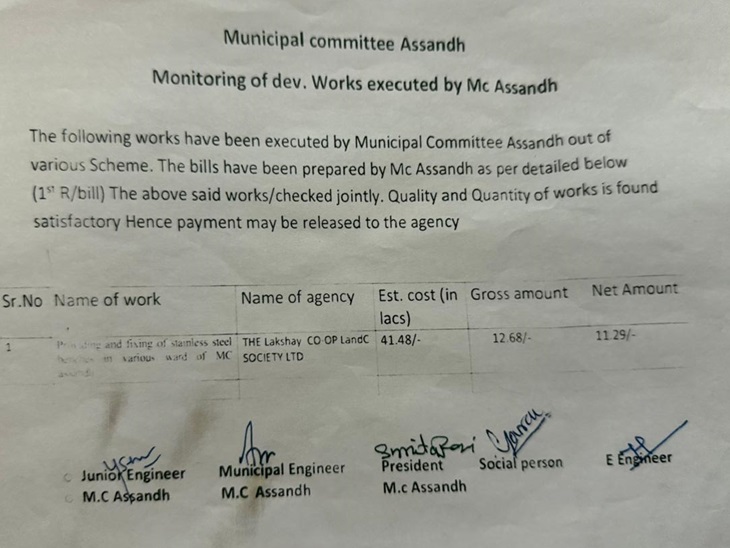 Municipal committee Assandh
Monitoring of dev. Works executed by Mc Assandh
The following works have been executed by Municipal Committee Assandh out of
various Scheme. The bills have been prepared by Mc Assandh as per detailed below
(1st R/bill) The above said works/checked jointly. Quality and Quantity of works is found
satisfactory Hence payment may be released to the agency
Sr.No Name of work Name of agency Est. cost (in lacs) Gross amount Net Amount
1 Providing and fixing of stainless steel THE Lakshay CO-OP LandC 41.48/- 12.68/- 11.29/-
in various ward of MC SOCIETY LTD
Junior Engineer Municipal Engineer President Social person E Engineer
M.C Assandh M.C Assandh M.c Assandh